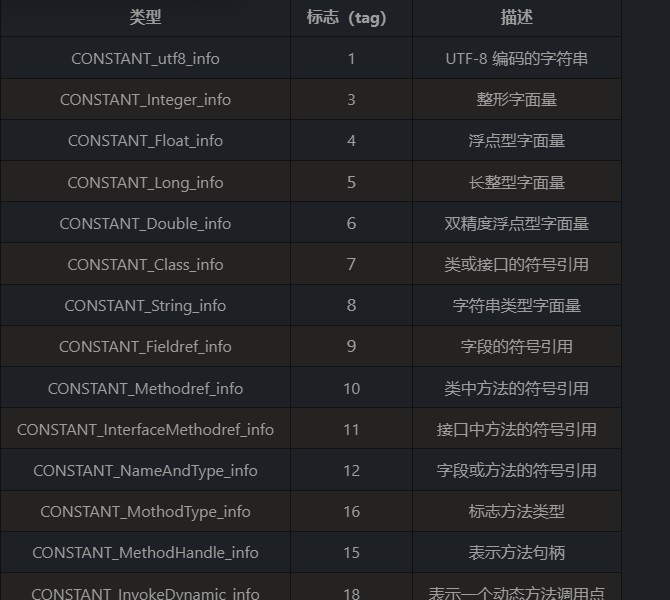 类型 标志（tag） 描述
CONSTANT_utf8_info 1 UTF-8 编码的字符串
CONSTANT_Integer_info 3 整形字面量
CONSTANT_Float_info 4 浮点型字面量
CONSTANT_Long_info 5 长整型字面量
CONSTANT_Double_info 6 双精度浮点型字面量
CONSTANT_Class_info 7 类或接口的符号引用
CONSTANT_String_info 8 字符串类型字面量
CONSTANT_Fieldref_info 9 字段的符号引用
CONSTANT_Methodref_info 10 类中方法的符号引用
CONSTANT_InterfaceMethodref_info 11 接口中方法的符号引用
CONSTANT_NameAndType_info 12 字段或方法的符号引用
CONSTANT_MothodType_info 16 标志方法类型
CONSTANT_MethodHandle_info 15 表示方法句柄
CONSTANT_InvokeDynamic_info 18 表示一个动态方法调用点